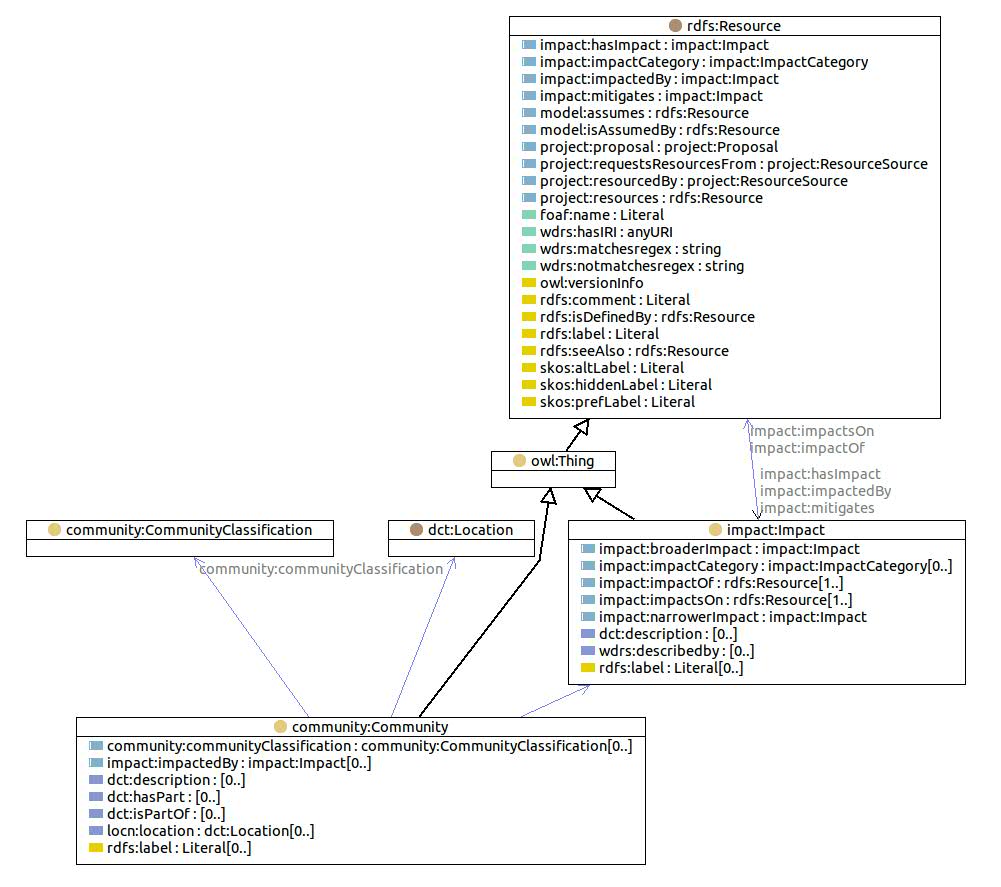 rdfs:Resource
impact:hasImpact : impact:Impact
impact:impactCategory : impact:ImpactCategory
impact:impactedBy : impact:Impact
impact:mitigates : impact:Impact
model:assumes : rdfs:Resource
model:isAssumedBy : rdfs:Resource
project:proposal : project:Proposal
project:requestsResourcesFrom : project:ResourceSource
project:resourcedBy : project:ResourceSource
project:resources : rdfs:Resource
foaf:name : Literal
wdrs:hasIRI : anyURI
wdrs:matchesregex : string
wdrs:notmatchesregex : string
owl:versionInfo
rdfs:comment : Literal
rdfs:isDefinedBy : rdfs:Resource
rdfs:label : Literal
rdfs:seeAlso : rdfs:Resource
skos:altLabel : Literal
skos:hiddenLabel : Literal
skos:prefLabel : Literal
impact:impactsOn
impact:impactOf
owl:Thing
impact:hasImpact
impact:impactedBy
impact:mitigates
community:CommunityClassification
dct:Location
impact:Impact
impact:broaderImpact : impact:Impact
impact:impactCategory : impact:ImpactCategory[0..]
impact:impactOf : rdfs:Resource[1..]
impact:impactsOn : rdfs:Resource[1..]
impact:narrowerImpact : impact:Impact
dct:description : [0..]
wdrs:describedby : [0..]
rdfs:label : Literal[0..]
community:communityClassification
community:Community
community:communityClassification : community:CommunityClassification[0..]
impact:impactedBy : impact:Impact[0..]
dct:description : [0..]
dct:hasPart : [0..]
dct:isPartOf : [0..]
locn:location : dct:Location[0..]
rdfs:label : Literal[0..]